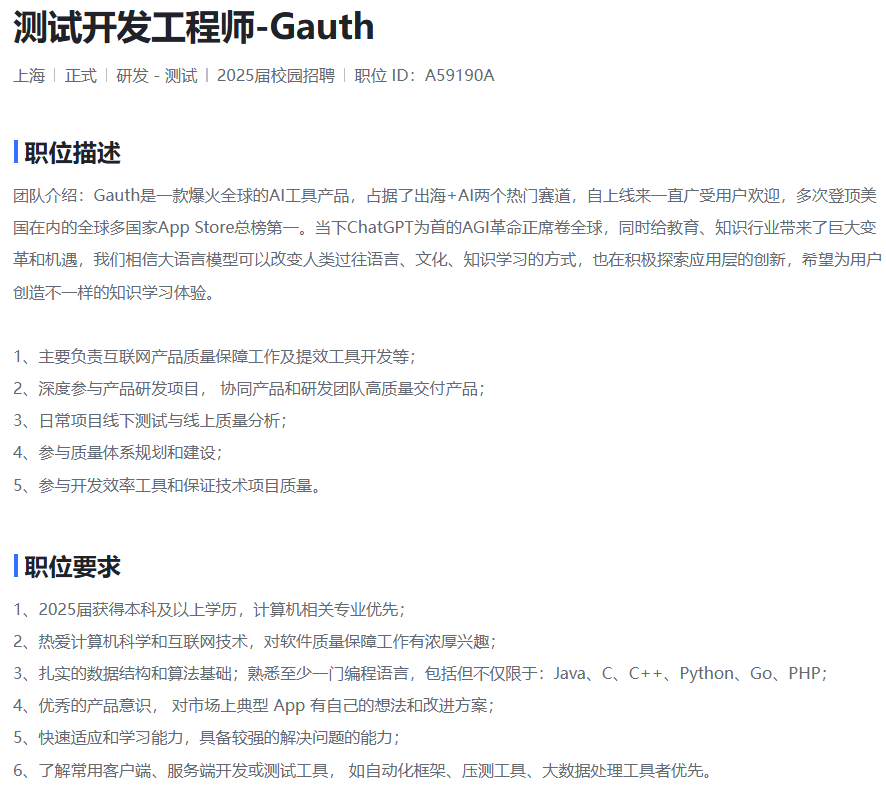 测试开发工程师-Gauth
上海 | 正式 | 研发 - 测试 | 2025届校园招聘 | 职位 ID：A59190A
职位描述
团队介绍：Gauth是一款爆火全球的AI工具产品，占据了出海+AI两个热门赛道，自上线来一直广受用户欢迎，多次登顶美
国在内的全球多国家App Store总榜第一。当下ChatGPT为首的AGI革命正席卷全球，同时给教育、知识行业带来了巨大变
革和机遇，我们相信大语言模型可以改变人类过往语言、文化、知识学习的方式，也在积极探索应用层的创新，希望为用户
创造不一样的知识学习体验。
1、主要负责互联网产品质量保障工作及提效工具开发等；
2、深度参与产品研发项目， 协同产品和研发团队高质量交付产品；
3、日常项目线下测试与线上质量分析；
4、参与质量体系规划和建设；
5、参与开发效率工具和保证技术项目质量。
职位要求
1、2025届获得本科及以上学历，计算机相关专业优先；
2、热爱计算机科学和互联网技术，对软件质量保障工作有浓厚兴趣；
3、扎实的数据结构和算法基础；熟悉至少一门编程语言，包括但不仅限于：Java、C、C++、Python、Go、PHP；
4、优秀的产品意识， 对市场上典型 App 有自己的想法和改进方案；
5、快速适应和学习能力，具备较强的解决问题的能力；
6、了解常用客户端、服务端开发或测试工具， 如自动化框架、压测工具、大数据处理工具者优先。